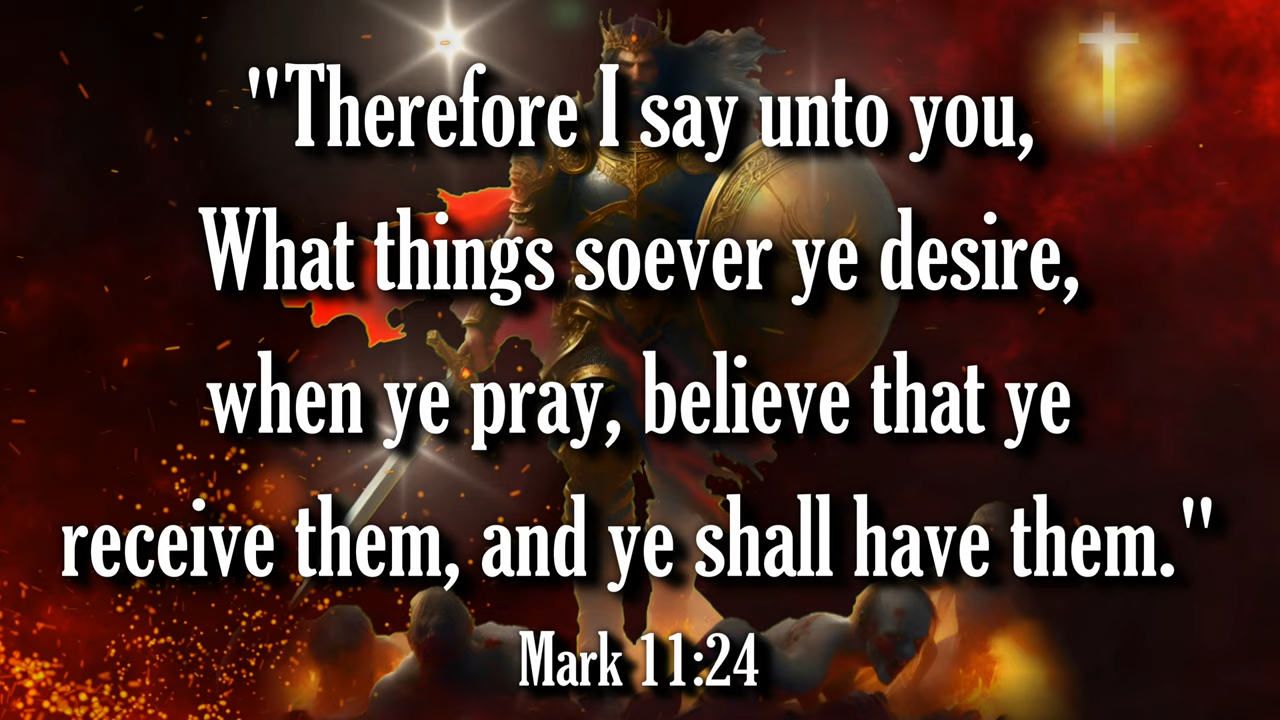 "Therefore I say unto you,
What things soever ye desire,
when ye pray, believe that ye
receive them, and ye shall have them."
Mark 11:24